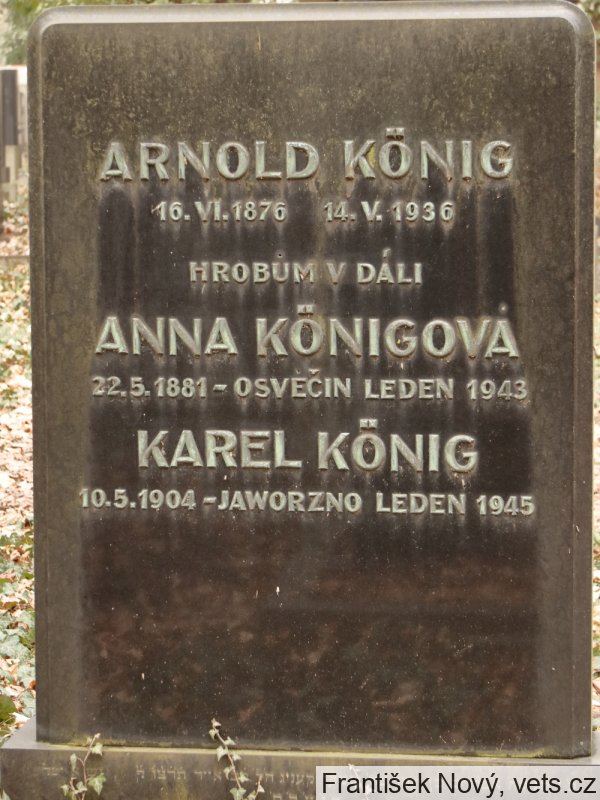 ARNOLD KÖNIG
16. VI. 1876 14. V. 1936
HROBŮM V DÁLI
ANNA KÖNIGOVÁ
22.5.1881 - OSVĚČIN LEDEN 1943
KAREL KÖNIG
10.5.1904 - JAWORZNO LEDEN 1945
František Nový, vets.cz